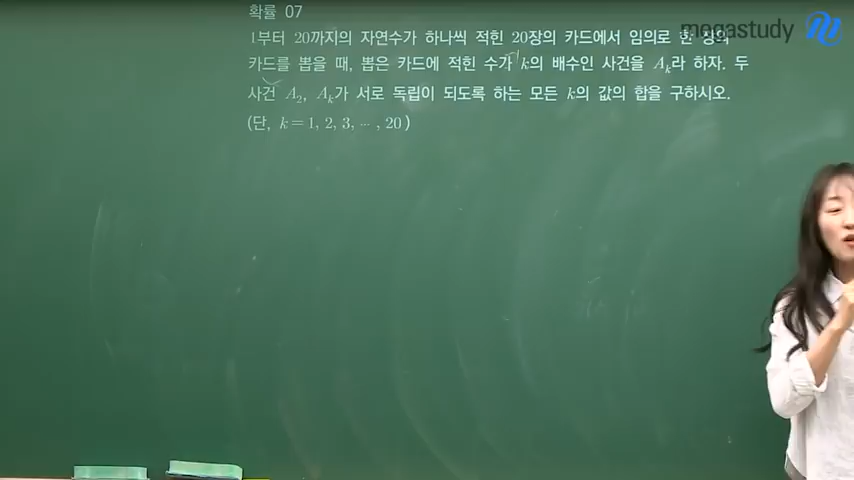 확률 07
megastudy
1부터 20까지의 자연수가 하나씩 적힌 20장의 카드에서 임의로 한 장의
카드를 뽑을 때, 뽑은 카드에 적힌 수가 k의 배수인 사건을 Aₖ라 하자. 두
사건 A₂, Aₖ가 서로 독립이 되도록 하는 모든 k의 값의 합을 구하시오.
(단, k=1, 2, 3, ⋯ , 20)